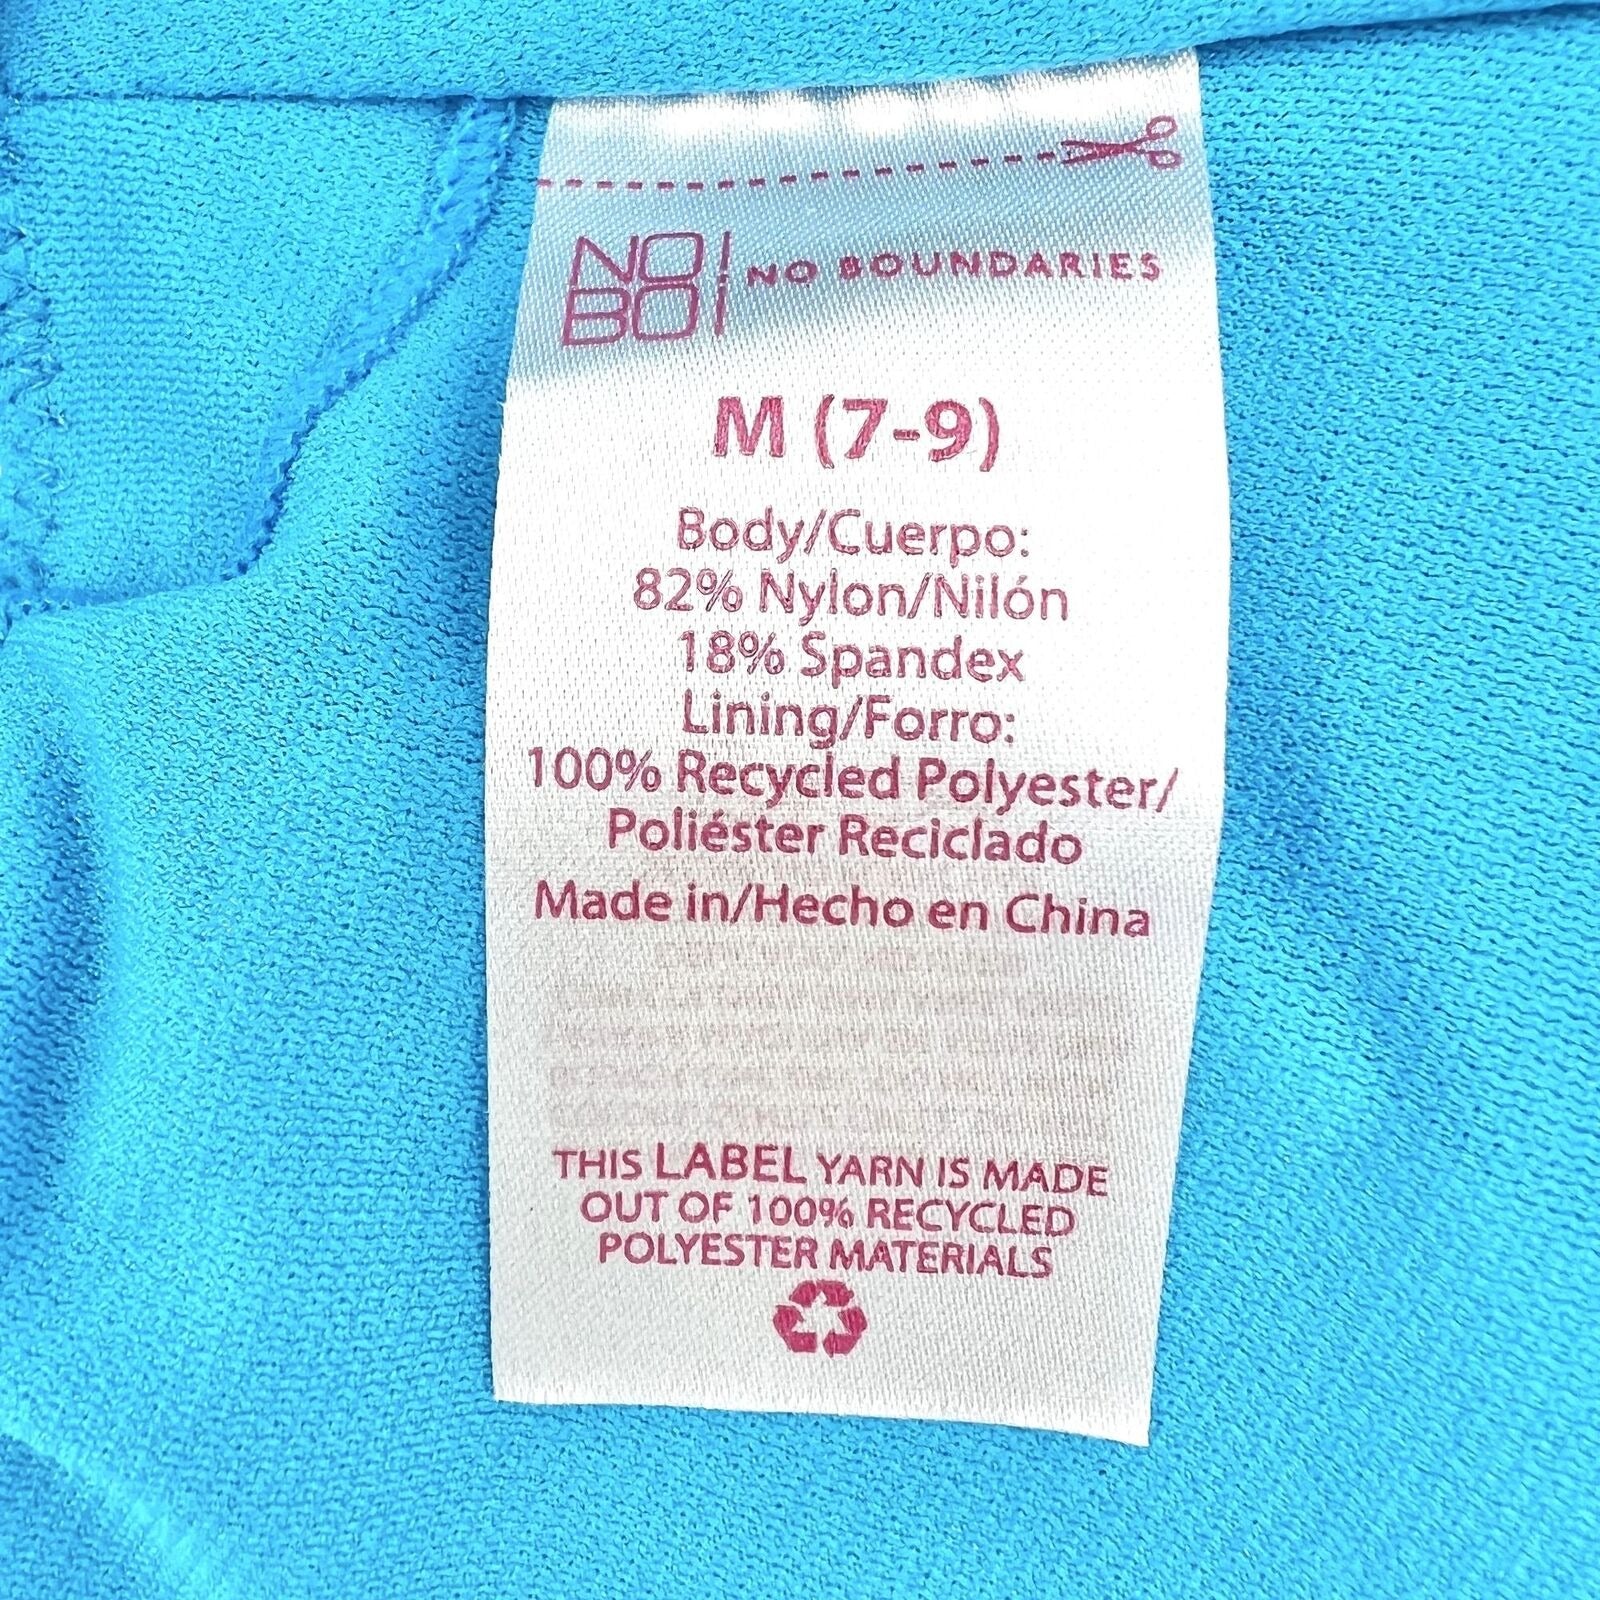 NO
BO
NO BOUNDARIES
M (7-9)
Body/Cuerpo:
82% Nylon/Nilón
18% Spandex
Lining/Forro:
100% Recycled Polyester/
Poliéster Reciclado
Made in/Hecho en China
THIS LABEL YARN IS MADE
OUT OF 100% RECYCLED
POLYESTER MATERIALS